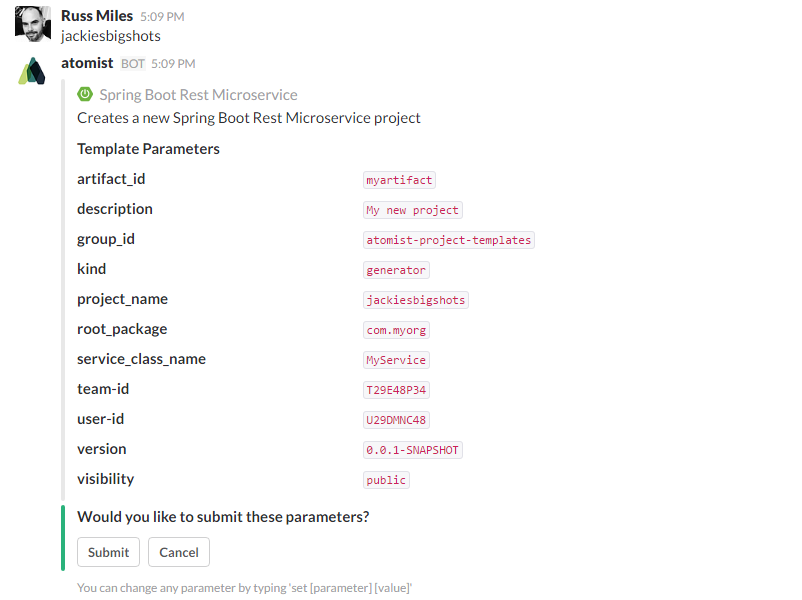 Russ Miles 5:09 PM
jackiesbigshots
atomist BOT 5:09 PM
Spring Boot Rest Microservice
Creates a new Spring Boot Rest Microservice project
Template Parameters
artifact_id myartifact
description My new project
group_id atomist-project-templates
kind generator
project_name jackiesbigshots
root_package com.myorg
service_class_name MyService
team-id T29E48P34
user-id U29DMNC48
version 0.0.1-SNAPSHOT
visibility public
Would you like to submit these parameters?
Submit Cancel
You can change any parameter by typing 'set [parameter] [value]'